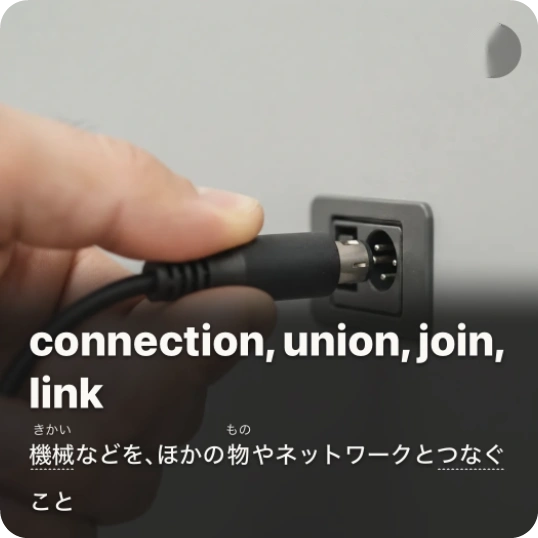 connection, union, join,
link
きかい もの
機械などを、ほかの物やネットワークとつなぐ
こと